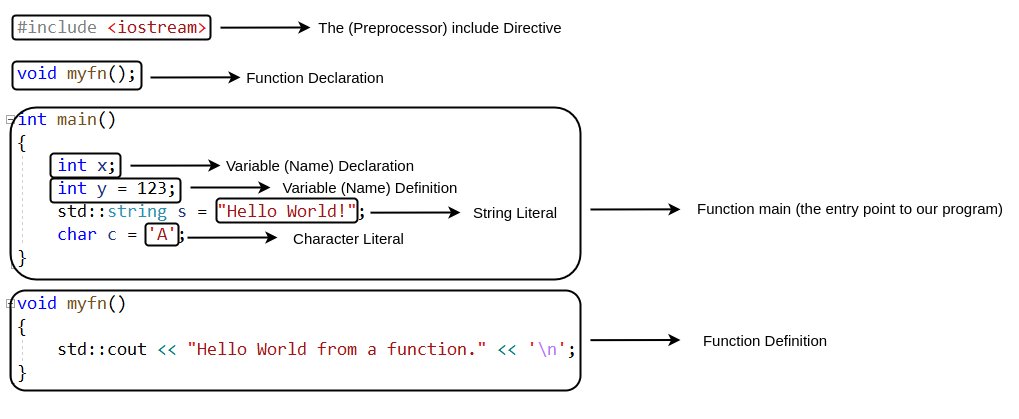 #include <iostream> The (Preprocessor) include Directive
void myfn(); Function Declaration
int main()
{
int x; Variable (Name) Declaration
int y = 123; Variable (Name) Definition
std::string s = "Hello World!"; String Literal
Function main (the entry point to our program)
char c = 'A'; Character Literal
}
void myfn()
{
std::cout << "Hello World from a function." << '\n';
Function Definition
}